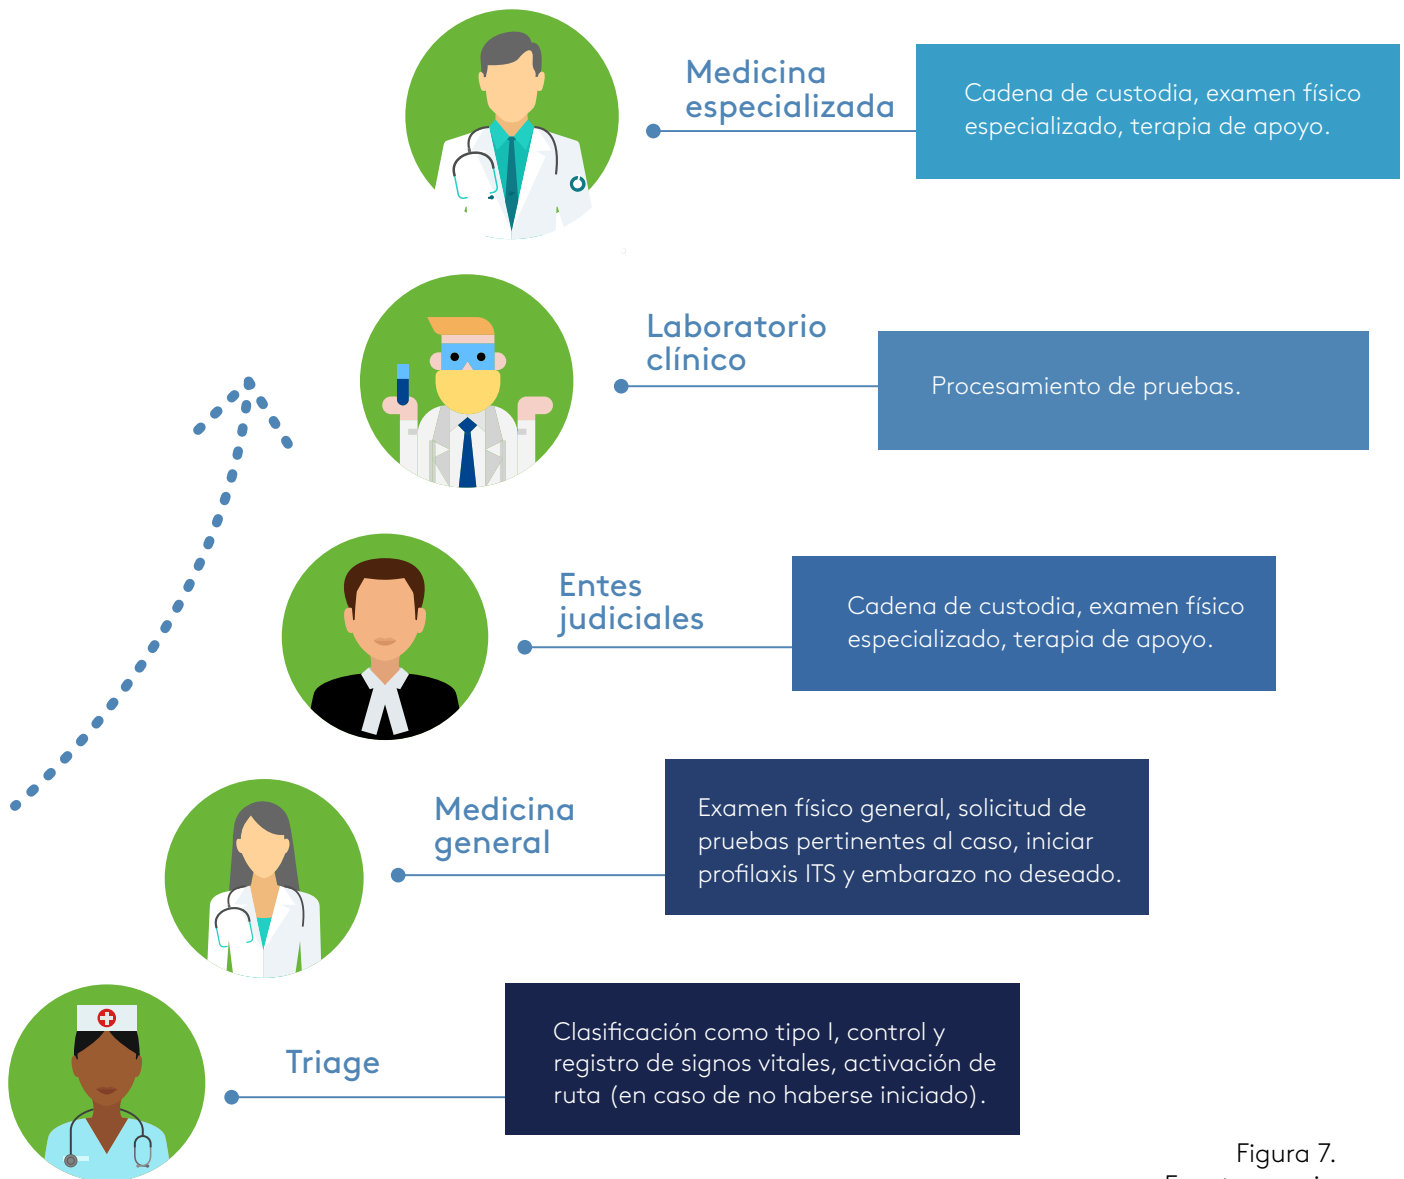 Medicina
especializada
Cadena de custodia, examen físico
especializado, terapia de apoyo.
Laboratorio
clínico
Procesamiento de pruebas.
Entes
judiciales
Cadena de custodia, examen físico
especializado, terapia de apoyo.
Medicina
general
Examen físico general, solicitud de
pruebas pertinentes al caso, iniciar
profilaxis ITS y embarazo no deseado.
Triage
Clasificación como tipo I, control y
registro de signos vitales, activación de
ruta (en caso de no haberse iniciado).
Figura 7.